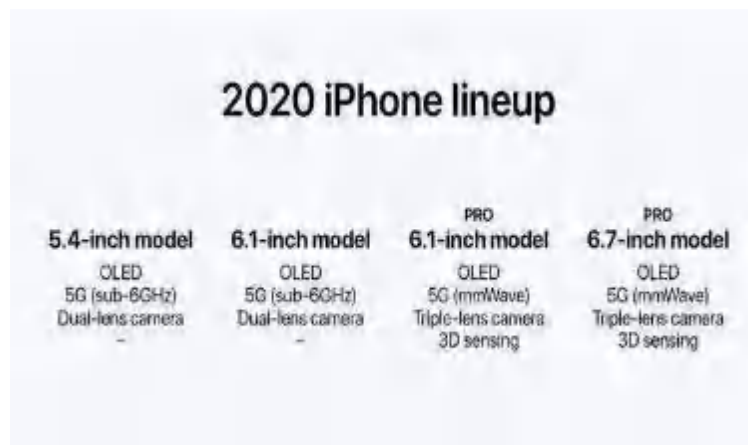 2020 iPhone lineup
5.4-inch model
OLED
5G (sub-6GHz)
Dual-lens camera
-
6.1-inch model
OLED
5G (sub-6GHz)
Dual-lens camera
-
PRO
6.1-inch model
OLED
5G (mmWave)
Triple-lens camera
3D sensing
PRO
6.7-inch model
OLED
5G (mmWave)
Triple-lens camera
3D sensing